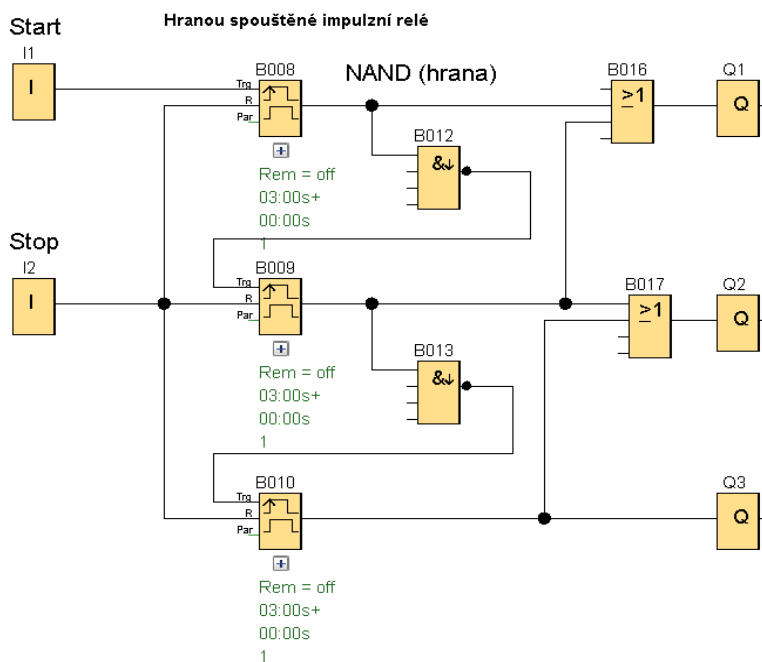 Hranou spouštěné impulzní relé
Start
I1
I
B008
Trg
R
Par
Rem = off
03:00s+
00:00s
1
NAND (hrana)
B012
&↓
B016
≥1
Q1
Q
Stop
I2
I
B009
Trg
R
Par
Rem = off
03:00s+
00:00s
1
B013
&↓
B017
≥1
Q2
Q
B010
Trg
R
Par
Rem = off
03:00s+
00:00s
1
Q3
Q